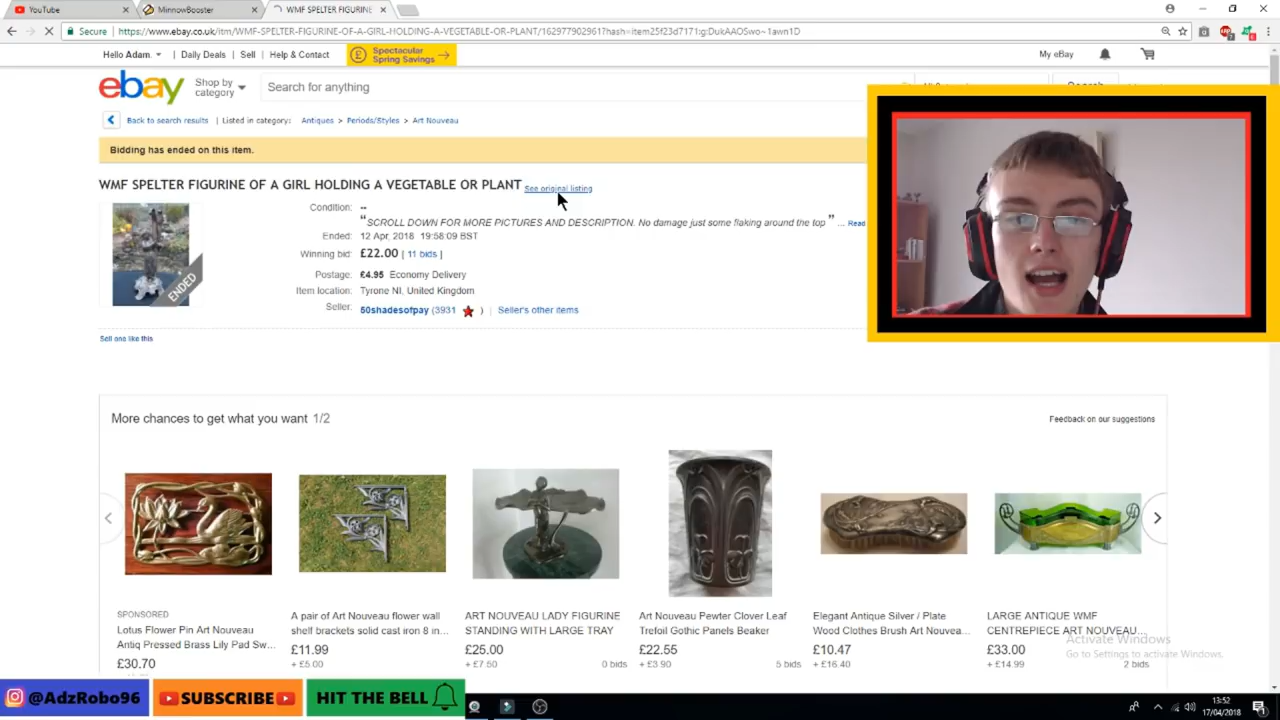 YouTube
MinnowBooster
WMF SPELTER FIGURINE
Secure
https://www.ebay.co.uk/itm/WMF-SPELTER-FIGURINE-OF-A-GIRL-HOLDING-A-VEGETABLE-OR-PLANT/162977902961?hash=item25f23d7171:g:DukAAOSwo~1awn1D
Hello Adam. | Daily Deals | Sell | Help & Contact
Spectacular
Spring Savings
My eBay
ebay
Shop by
category
Search for anything
Back to search results | Listed in category: Antiques > Periods/Styles > Art Nouveau
Bidding has ended on this item.
WMF SPELTER FIGURINE OF A GIRL HOLDING A VEGETABLE OR PLANT See original listing
ENDED
Condition: --
“SCROLL DOWN FOR MORE PICTURES AND DESCRIPTION. No damage just some flaking around the top” ... Read
Ended: 12 Apr, 2018 19:58:09 BST
Winning bid: £22.00 [ 11 bids ]
Postage: £4.95 Economy Delivery
Item location: Tyrone NI, United Kingdom
Seller: 50shadesofpay (3931 ) | Seller's other items
Sell one like this
More chances to get what you want 1/2
Feedback on our suggestions
SPONSORED
Lotus Flower Pin Art Nouveau
Antiq Pressed Brass Lily Pad Sw...
£30.70
A pair of Art Nouveau flower wall
shelf brackets solid cast iron 8 in...
£11.99
+ £5.00
ART NOUVEAU LADY FIGURINE
STANDING WITH LARGE TRAY
£25.00
+ £7.50 0 bids
Art Nouveau Pewter Clover Leaf
Trefoil Gothic Panels Beaker
£22.55
+ £3.90 5 bids
Elegant Antique Silver / Plate
Wood Clothes Brush Art Nouvea...
£10.47
+ £16.40
LARGE ANTIQUE WMF
CENTREPIECE ART NOUVEAU...
£33.00
+ £14.99 2 bids
Activate Windows
Go to Settings to activate Windows.
@AdzRobo96
SUBSCRIBE
HIT THE BELL
13:52
17/04/2018